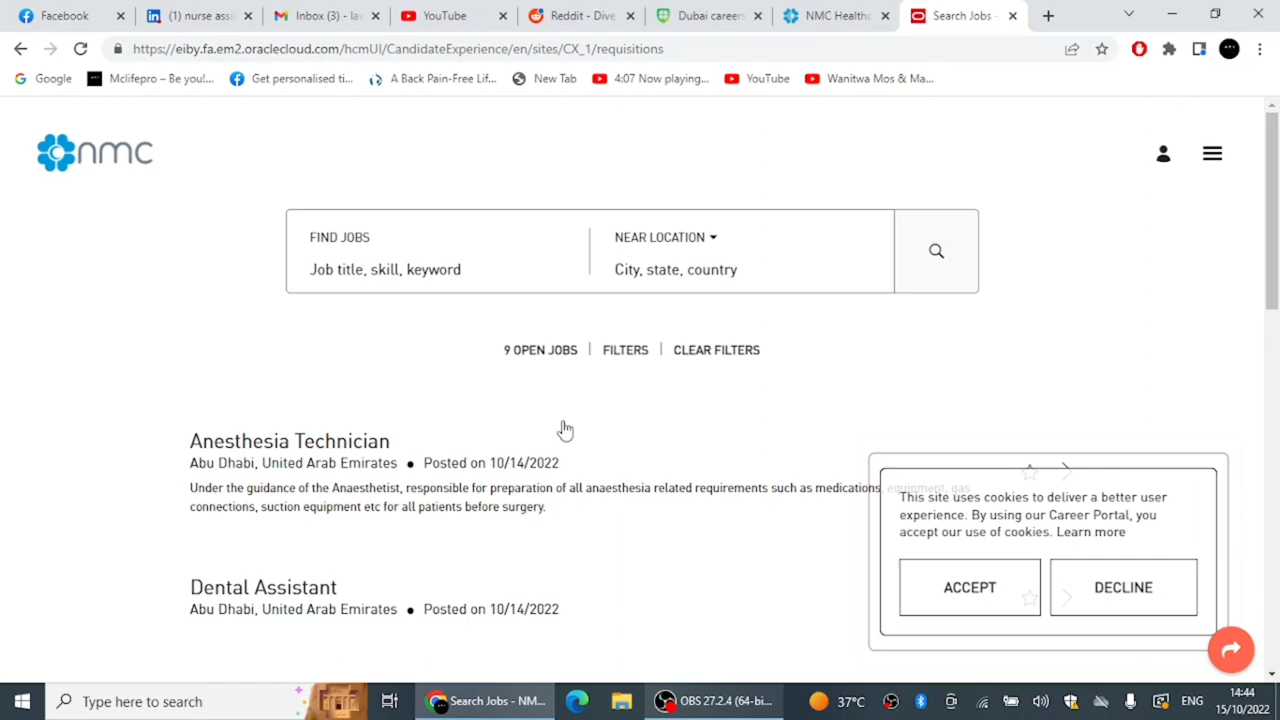 Facebook
(1) nurse assi
Inbox (3) - la
YouTube
Reddit - Dive
Dubai careers
NMC Healthc
Search Jobs -
https://eiby.fa.em2.oraclecloud.com/hcmUI/CandidateExperience/en/sites/CX_1/requisitions
Google
Mclifepro – Be you!...
Get personalised ti...
A Back Pain-Free Lif...
New Tab
4:07 Now playing...
YouTube
Wanitwa Mos & Ma...
nmc
FIND JOBS
Job title, skill, keyword
NEAR LOCATION
City, state, country
9 OPEN JOBS
FILTERS
CLEAR FILTERS
Anesthesia Technician
Abu Dhabi, United Arab Emirates ● Posted on 10/14/2022
Under the guidance of the Anaesthetist, responsible for preparation of all anaesthesia related requirements such as medications, equipment, gas
connections, suction equipment etc for all patients before surgery.
Dental Assistant
Abu Dhabi, United Arab Emirates ● Posted on 10/14/2022
This site uses cookies to deliver a better user
experience. By using our Career Portal, you
accept our use of cookies. Learn more
ACCEPT
DECLINE
Type here to search
Search Jobs - NM...
OBS 27.2.4 (64-bi...
37°C
ENG
14:44
15/10/2022